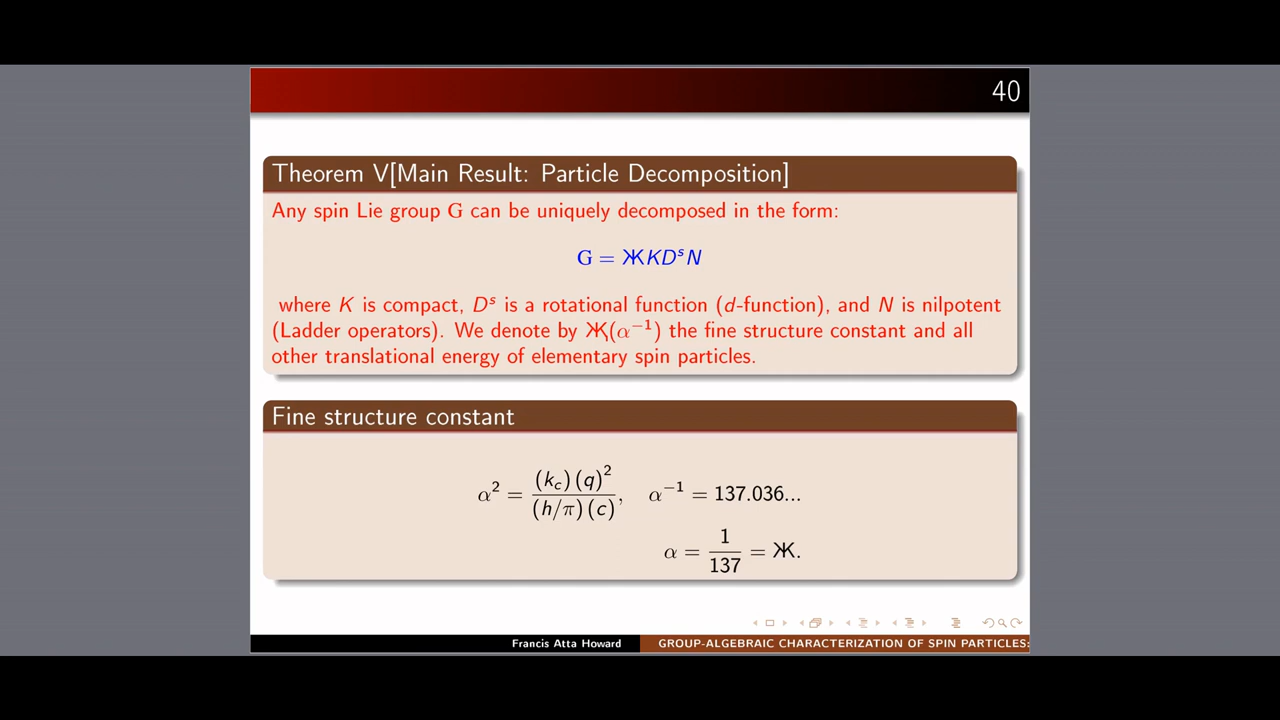 40
Theorem V[Main Result: Particle Decomposition]
Any spin Lie group G can be uniquely decomposed in the form:
G = ЖKDˢN
where K is compact, Dˢ is a rotational function (d-function), and N is nilpotent
(Ladder operators). We denote by Җ(α⁻¹) the fine structure constant and all
other translational energy of elementary spin particles.
Fine structure constant
α² = (k_c)(q)² / (h/π)(c), α⁻¹ = 137.036...
α = 1/137 = Ж.
Francis Atta Howard GROUP-ALGEBRAIC CHARACTERIZATION OF SPIN PARTICLES: